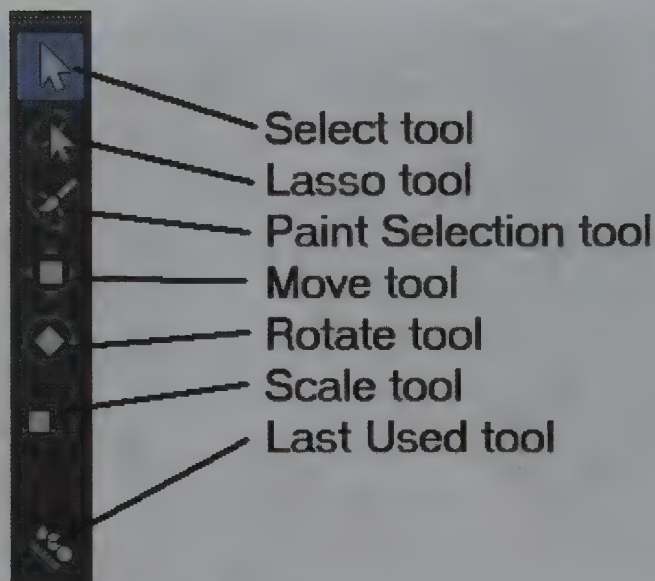 Select tool
Lasso tool
Paint Selection tool
Move tool
Rotate tool
Scale tool
Last Used tool